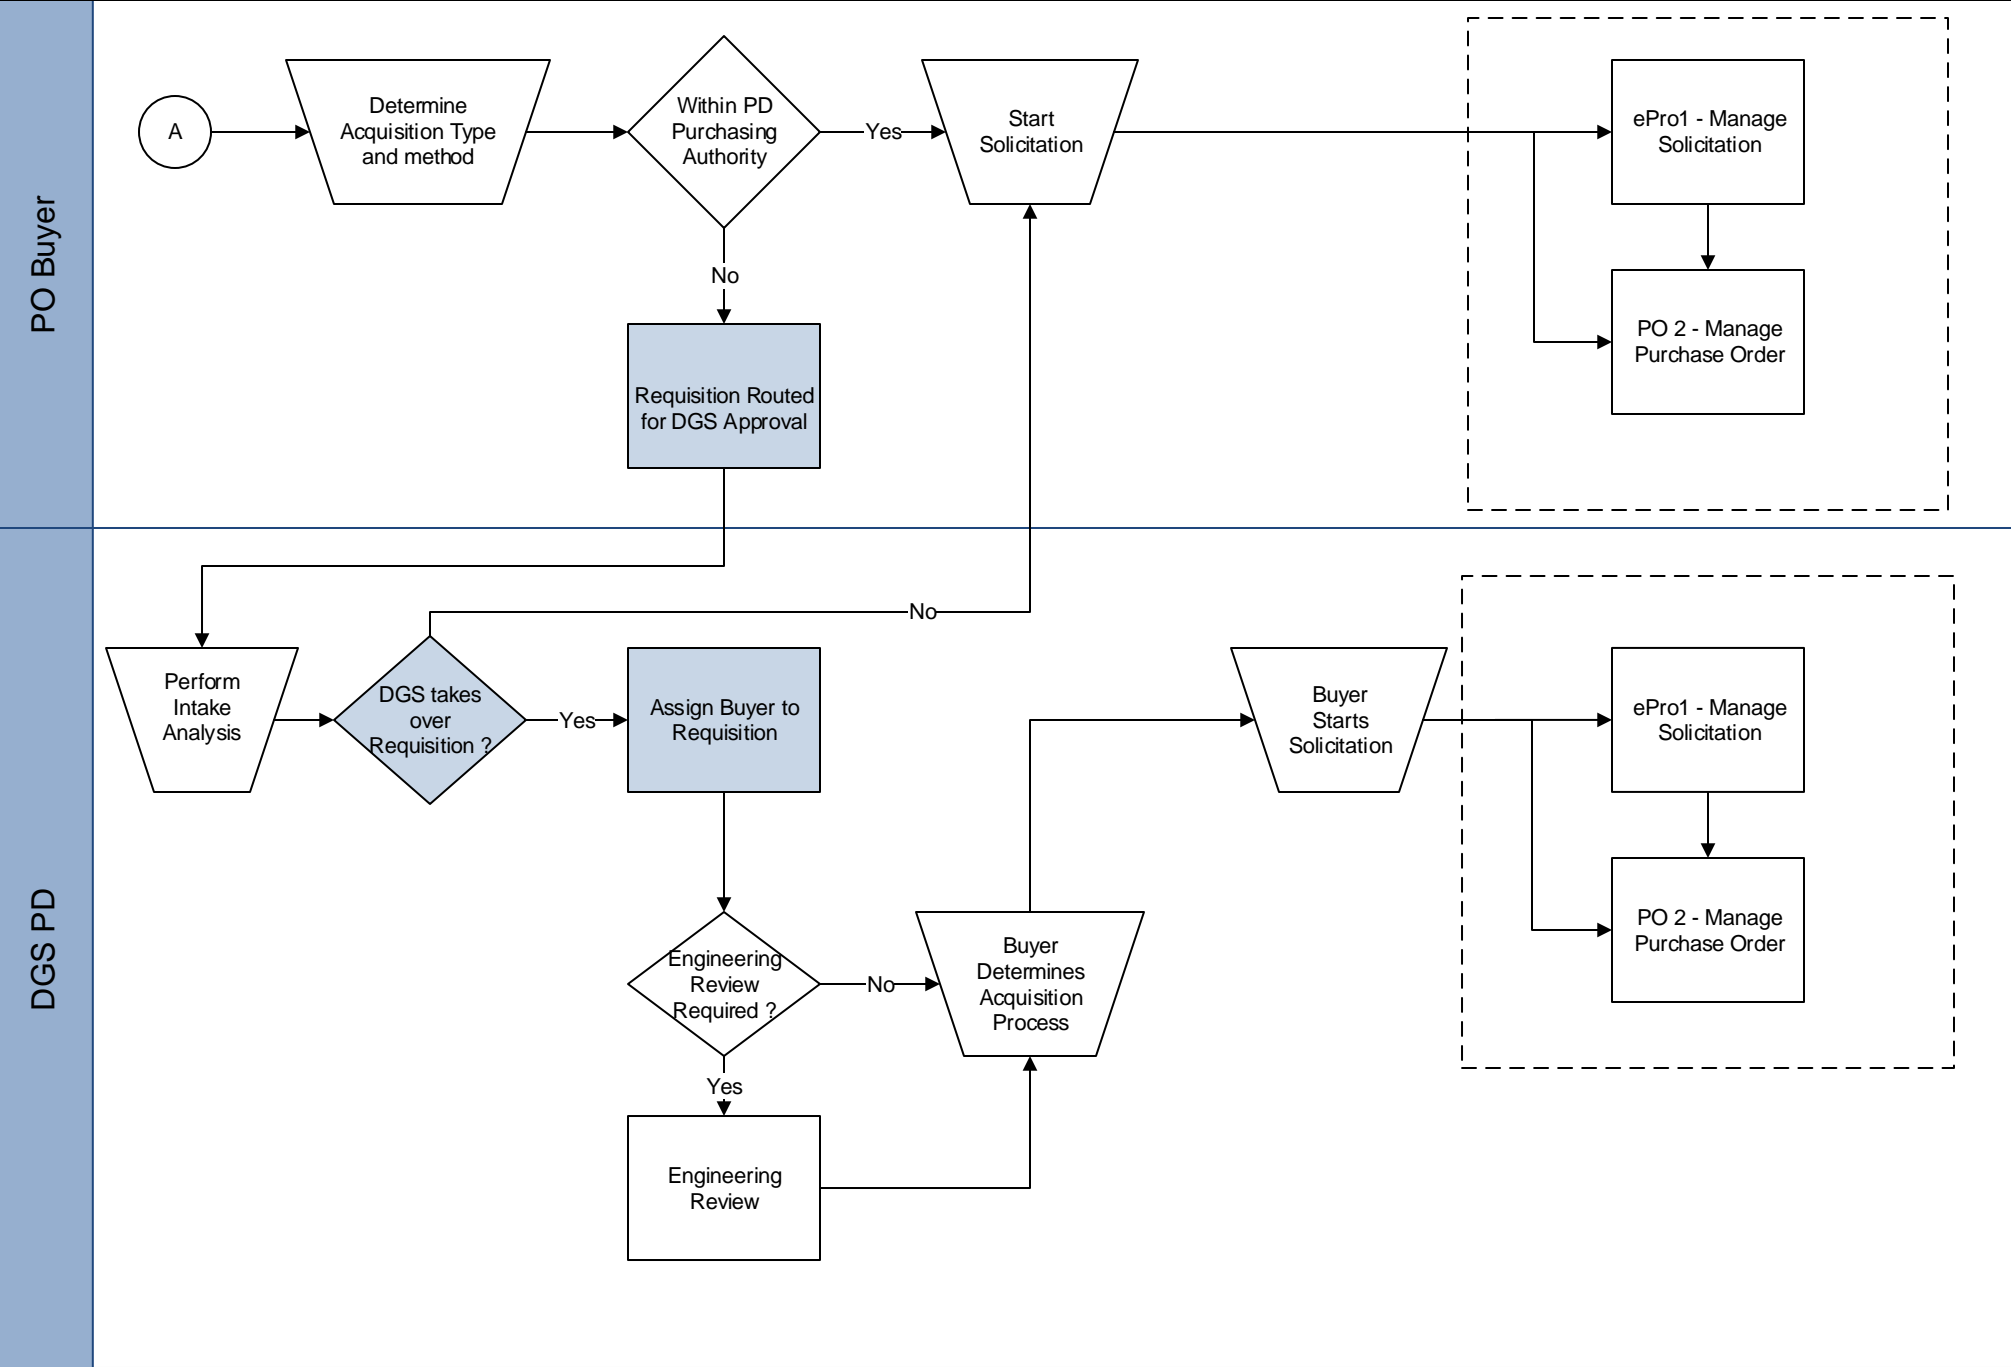 PO Buyer
A
Determine
Acquisition Type
and method
Within PD
Purchasing
Authority
Yes
Start
Solicitation
ePro1 - Manage
Solicitation
No
PO 2 - Manage
Purchase Order
Requisition Routed
for DGS Approval
DGS PD
No
Perform
Intake
Analysis
DGS takes
over
Requisition ?
Yes
Assign Buyer to
Requisition
Buyer
Starts
Solicitation
ePro1 - Manage
Solicitation
Engineering
Review
Required ?
No
Buyer
Determines
Acquisition
Process
PO 2 - Manage
Purchase Order
Yes
Engineering
Review